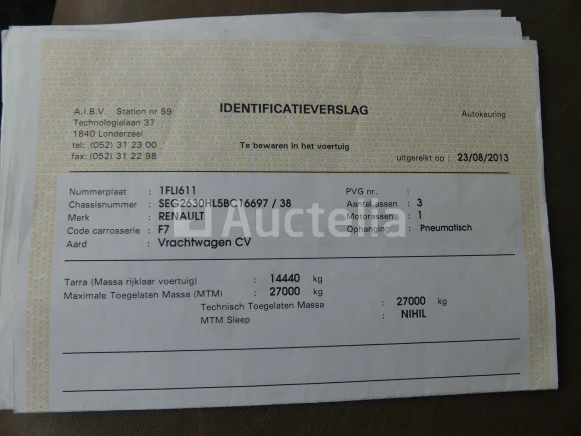 IDENTIFICATIEVERSLAG
A.I.B.V. Station nr 59
Technologielaan 37
1840 Londerzeel
tel: (052) 31 23 00
fax: (052) 31 22 98
Autokeuring
Te bewaren in het voertuig
uitgereikt op : 23/08/2013
Nummerplaat : 1FLI611
Chassisnummer : SEG2630HL5BC16697 / 38
Merk : RENAULT
Code carrosserie : F7
Aard : Vrachtwagen CV
PVG nr. :
Aantal assen : 3
Motorassen : 1
Ophanging : Pneumatisch
Auctelia
Tarra (Massa rijklaar voertuig) : 14440 kg
Maximale Toegelaten Massa (MTM) : 27000 kg
Technisch Toegelaten Massa : 27000 kg
MTM Sleep : NIHIL